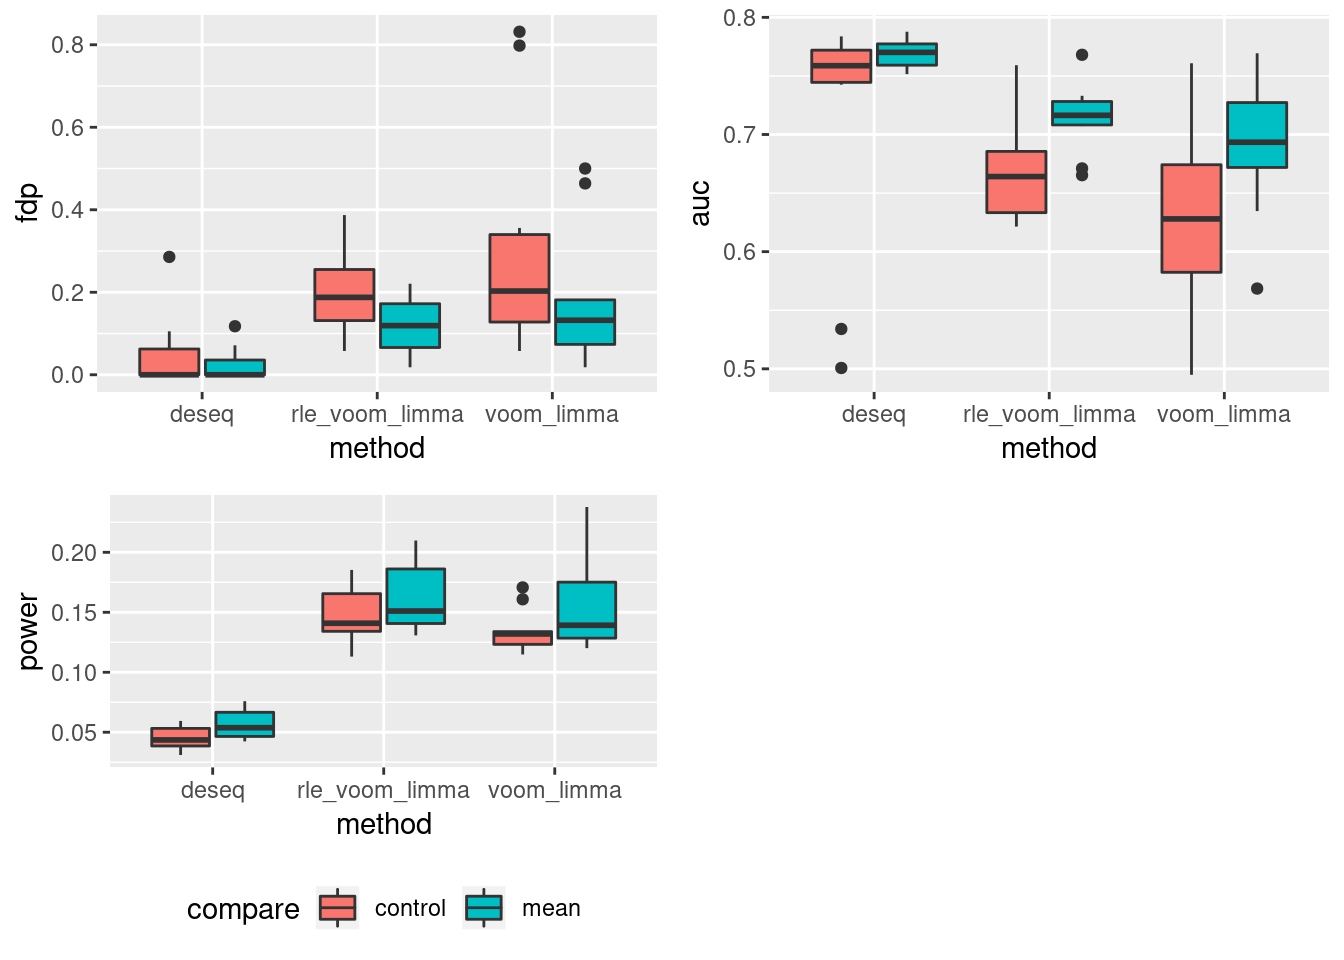 fdp
0.8
0.6
0.4
0.2
0.0
deseq rle_voom_limma voom_limma
method
auc
0.8
0.7
0.6
0.5
deseq rle_voom_limma voom_limma
method
power
0.20
0.15
0.10
0.05
deseq rle_voom_limma voom_limma
method
compare control mean